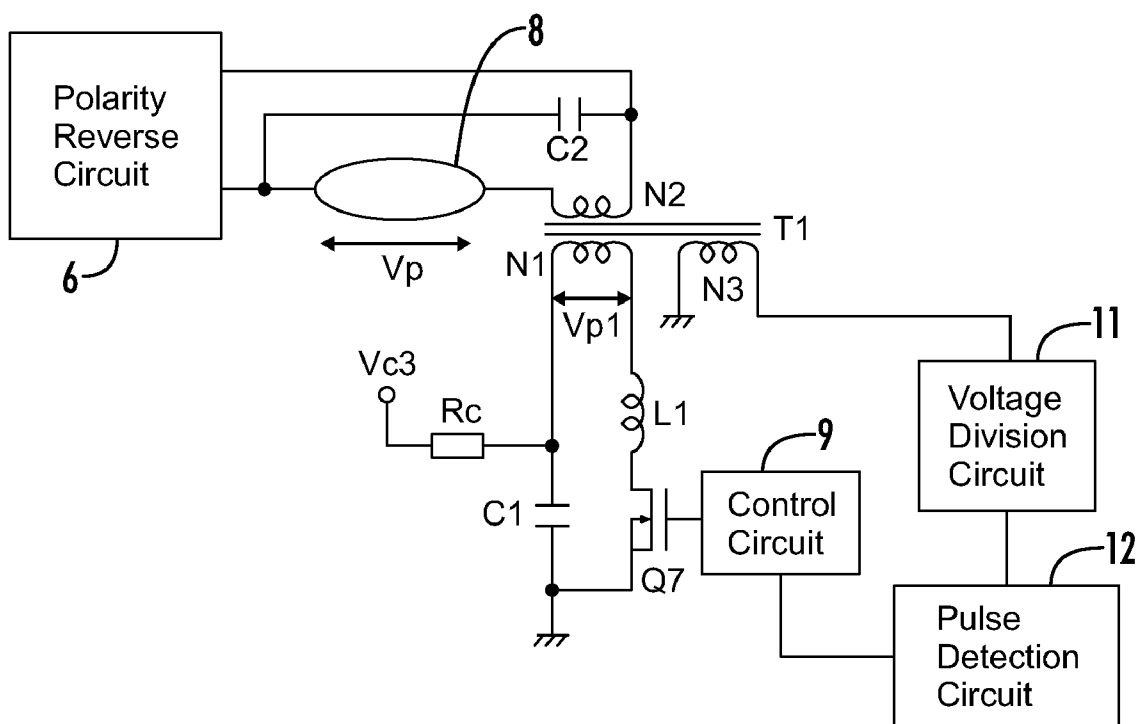 8
Polarity
Reverse
Circuit
C2
N2
T1
6
Vp
N1
N3
Vp1
11
Vc3
Rc
L1
Voltage
Division
Circuit
9
C1
Control
Circuit
12
Q7
Pulse
Detection
Circuit